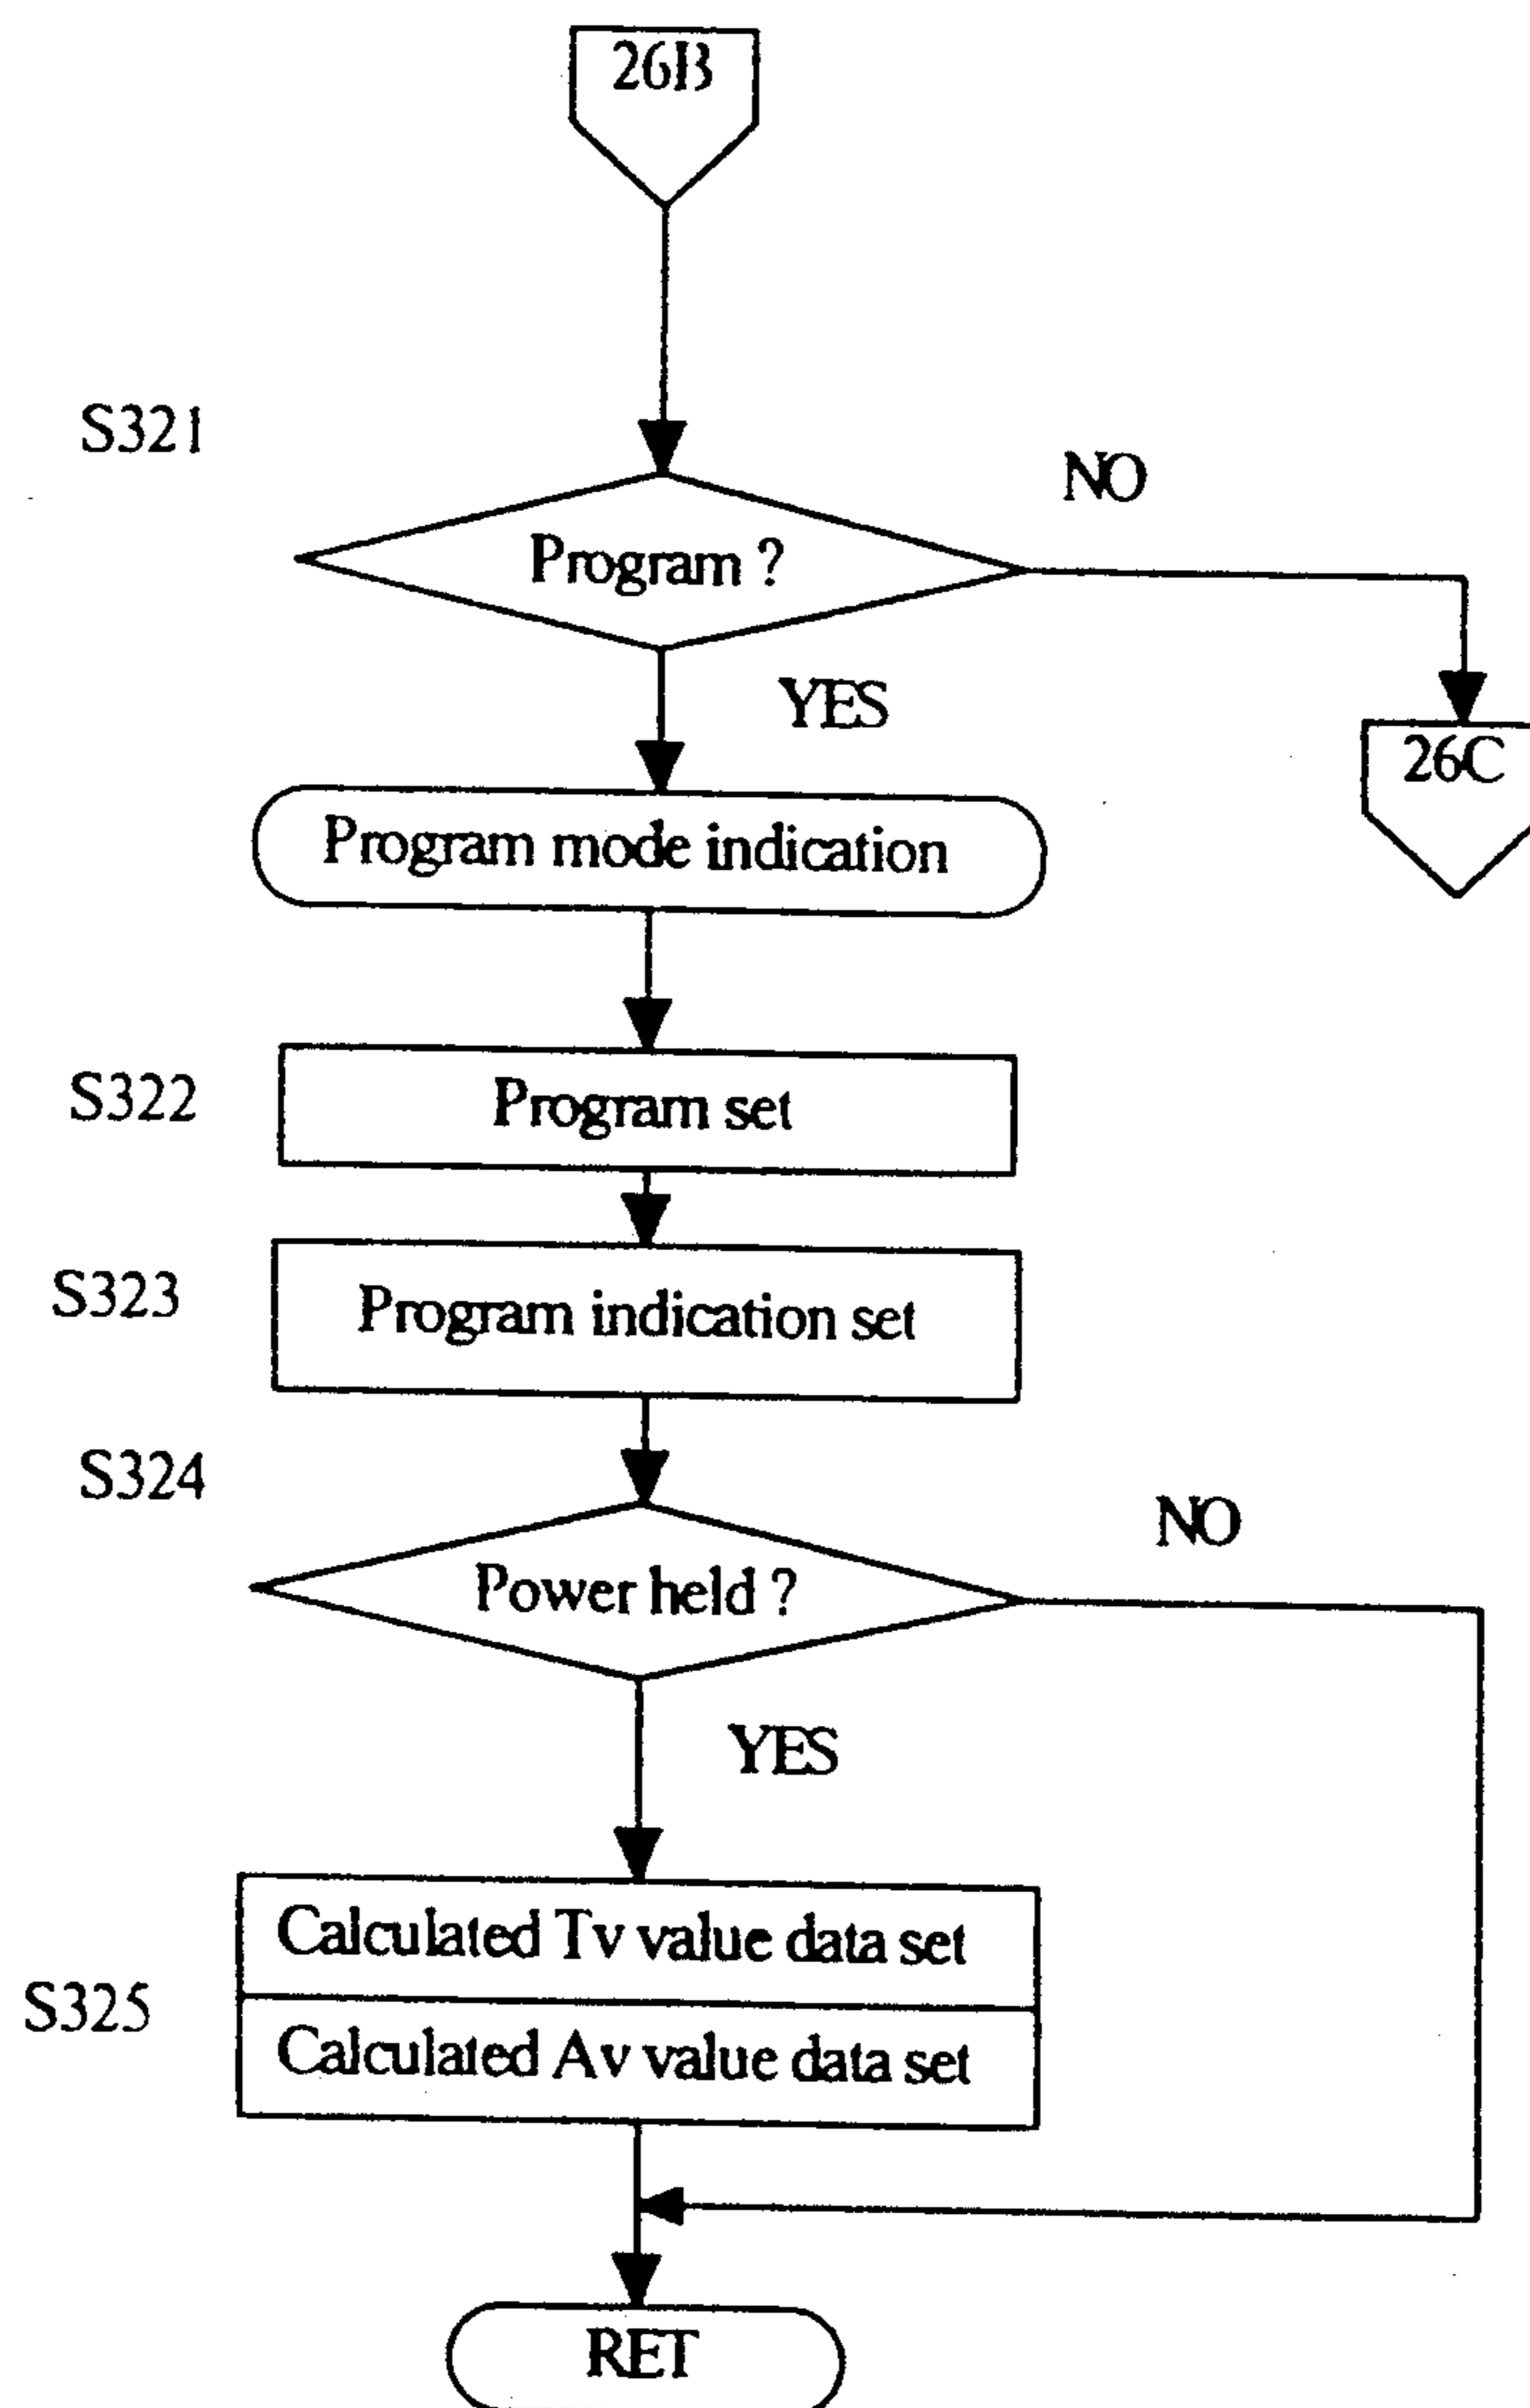 26B
S321
NO
Program ?
YES
26C
Program mode indication
S322
Program set
S323
Program indication set
S324
NO
Power held ?
YES
Calculated Tv value data set
S325
Calculated Av value data set
RET